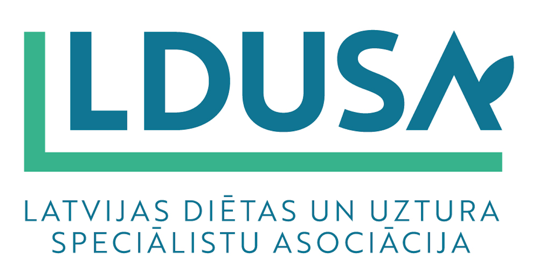 LDUSA
LATVIJAS DIĒTAS UN UZTURA
SPECIĀLISTU ASOCIĀCIJA